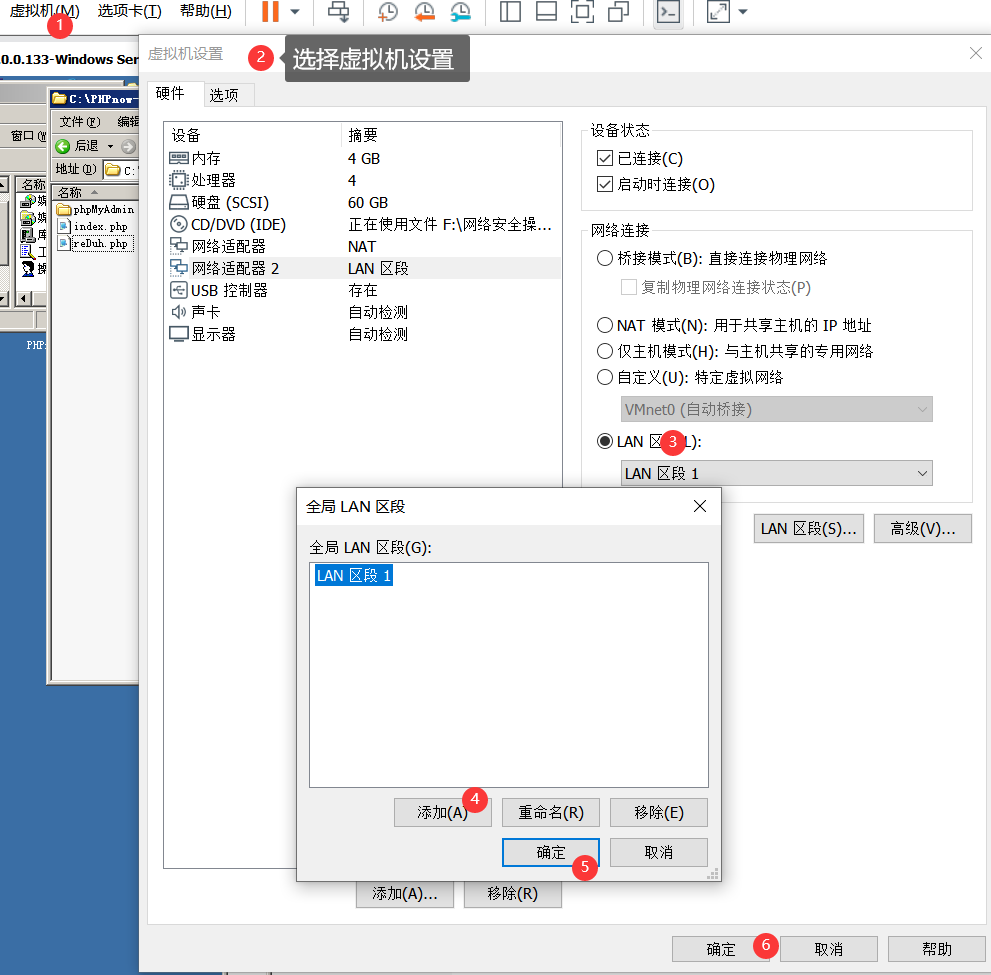 虚拟机(M) 选项卡(T) 帮助(H)
1
.0.0.133-Windows Ser
虚拟机设置
2
选择虚拟机设置
硬件 选项
C:\PHPnow-
文件(F) 编辑
窗口(W
后退
地址(D) C:
名称
名称
phpMyAdmin
index.php
reDuh.php
PHP
设备 摘要
内存 4 GB
处理器 4
硬盘 (SCSI) 60 GB
CD/DVD (IDE) 正在使用文件 F:\网络安全操...
网络适配器 NAT
网络适配器 2 LAN 区段
USB 控制器 存在
声卡 自动检测
显示器 自动检测
设备状态
已连接(C)
启动时连接(O)
网络连接
桥接模式(B): 直接连接物理网络
复制物理网络连接状态(P)
NAT 模式(N): 用于共享主机的 IP 地址
仅主机模式(H): 与主机共享的专用网络
自定义(U): 特定虚拟网络
VMnet0 (自动桥接)
LAN 区 3 L):
LAN 区段 1
LAN 区段(S)... 高级(V)...
全局 LAN 区段
全局 LAN 区段(G):
LAN 区段 1
添加(A) 4 重命名(R) 移除(E)
确定 5 取消
添加(A)... 移除(R)
确定 6 取消 帮助